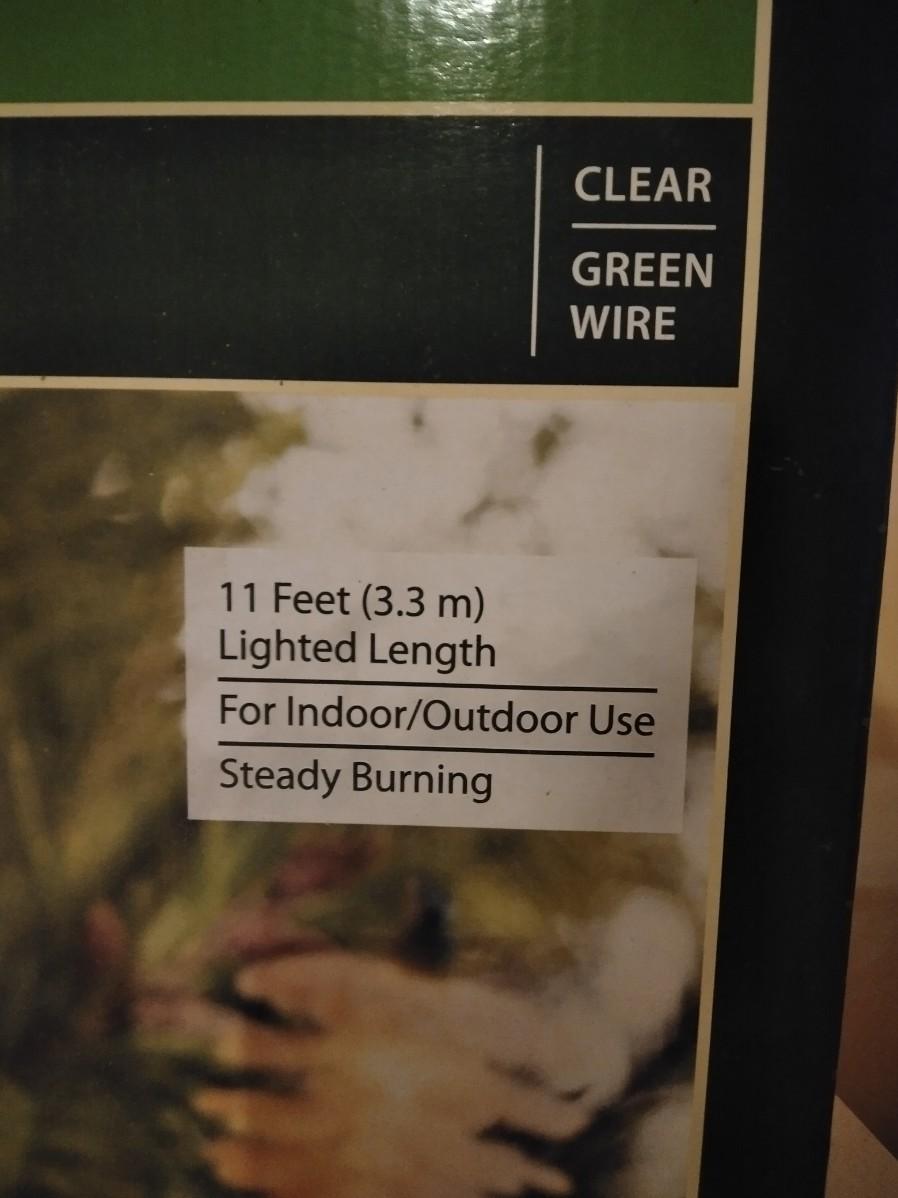 CLEAR
GREEN
WIRE
11 Feet (3.3 m)
Lighted Length
For Indoor/Outdoor Use
Steady Burning